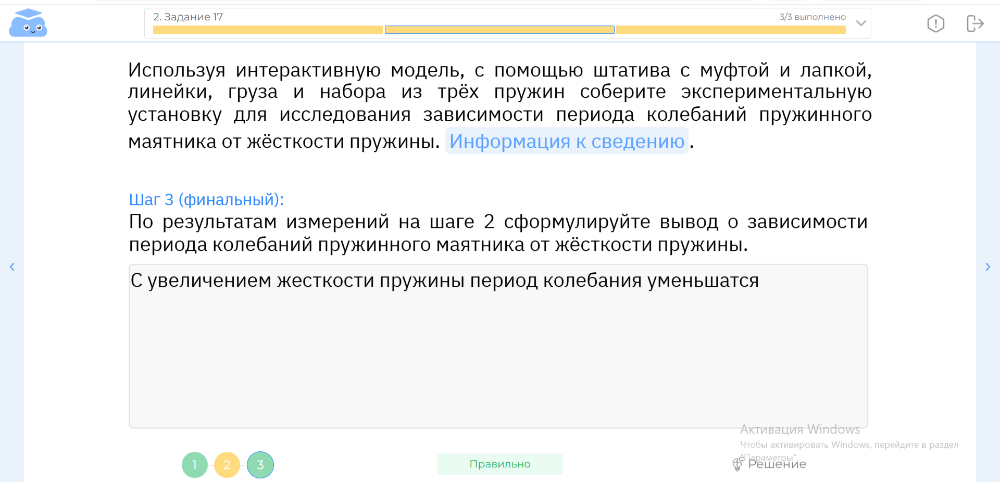 2. Задание 17
3/3 выполнено
Используя интерактивную модель, с помощью штатива с муфтой и лапкой,
линейки, груза и набора из трёх пружин соберите экспериментальную
установку для исследования зависимости периода колебаний пружинного
маятника от жёсткости пружины. Информация к сведению.
Шаг 3 (финальный):
По результатам измерений на шаге 2 сформулируйте вывод о зависимости
периода колебаний пружинного маятника от жёсткости пружины.
С увеличением жесткости пружины период колебания уменьшатся
Активация Windows
Чтобы активировать Windows, перейдите в раздел
"Параметры".
1 2 3
Правильно
Решение